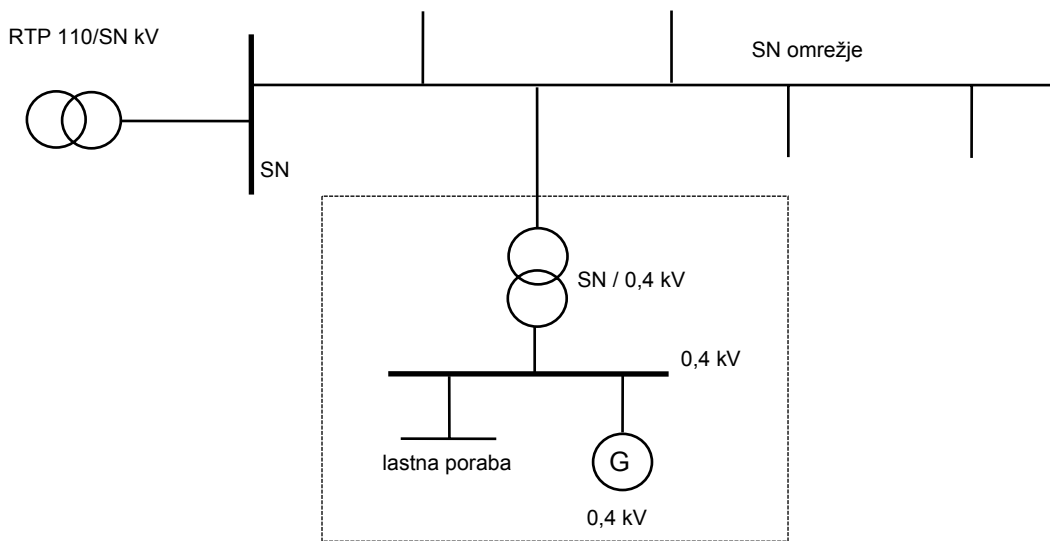 RTP 110/SN kV
SN omrežje
SN
SN / 0,4 kV
0,4 kV
lastna poraba
G
0,4 kV